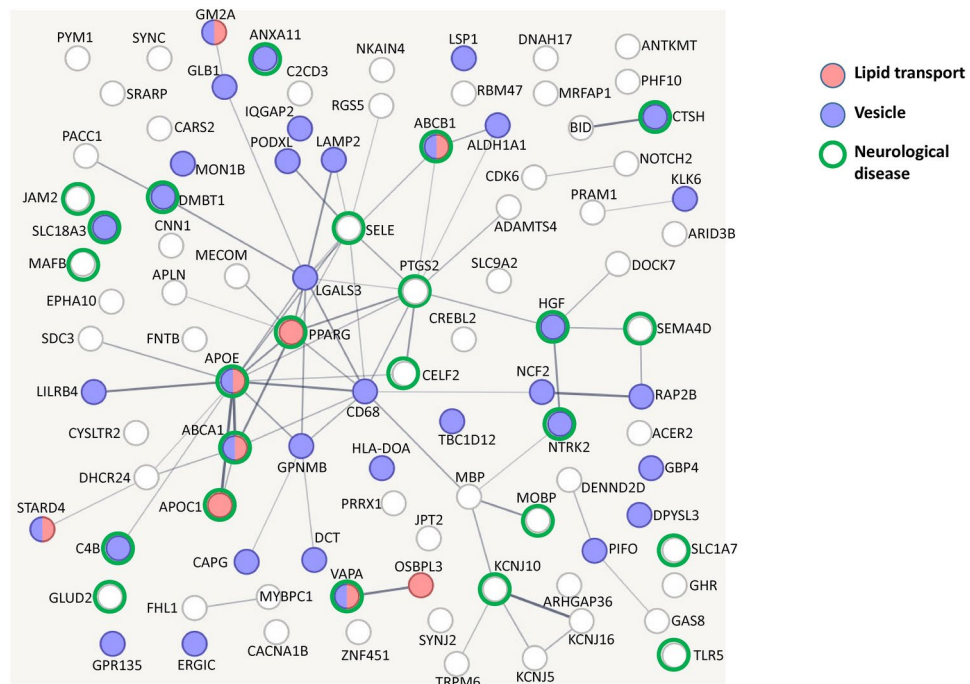 GM2A
PYM1
SYNC
ANXA11
NKAIN4
LSP1
DNAH17
ANTKMT
GLB1
C2CD3
PHF10
Lipid transport
SRARP
IQGAP2
RGS5
RBM47
MRFAP1
Vesicle
CARS2
PODXL
LAMP2
ABCB1
BID
CTSH
PACC1
ALDH1A1
Neurological
disease
MON1B
CDK6
NOTCH2
KLK6
JAM2
DMBT1
PRAM1
ADAMTS4
SLC18A3
CNN1
SELE
ARID3B
MAFB
MECOM
PTGS2
SLC9A2
DOCK7
APLN
LGALS3
EPHA10
HGF
CREBL2
SEMA4D
SDC3
FNTB
PPARG
APOE
CELF2
NCF2
LILRB4
CD68
RAP2B
CYSLTR2
ABCA1
TBC1D12
ACER2
NTRK2
HLA-DOA
GPNMB
GBP4
DHCR24
MBP
DENND2D
STARD4
APOC1
PRRX1
MOBP
DPYSL3
C4B
JPT2
SLC1A7
DCT
PIFO
CAPG
OSBPL3
KCNJ10
VAPA
GHR
GLUD2
MYBPC1
ARHGAP36
FHL1
GAS8
KCNJ16
SYNJ2
CACNA1B
ZNF451
TLR5
GPR135
ERGIC
KCNJ5
TRPM6